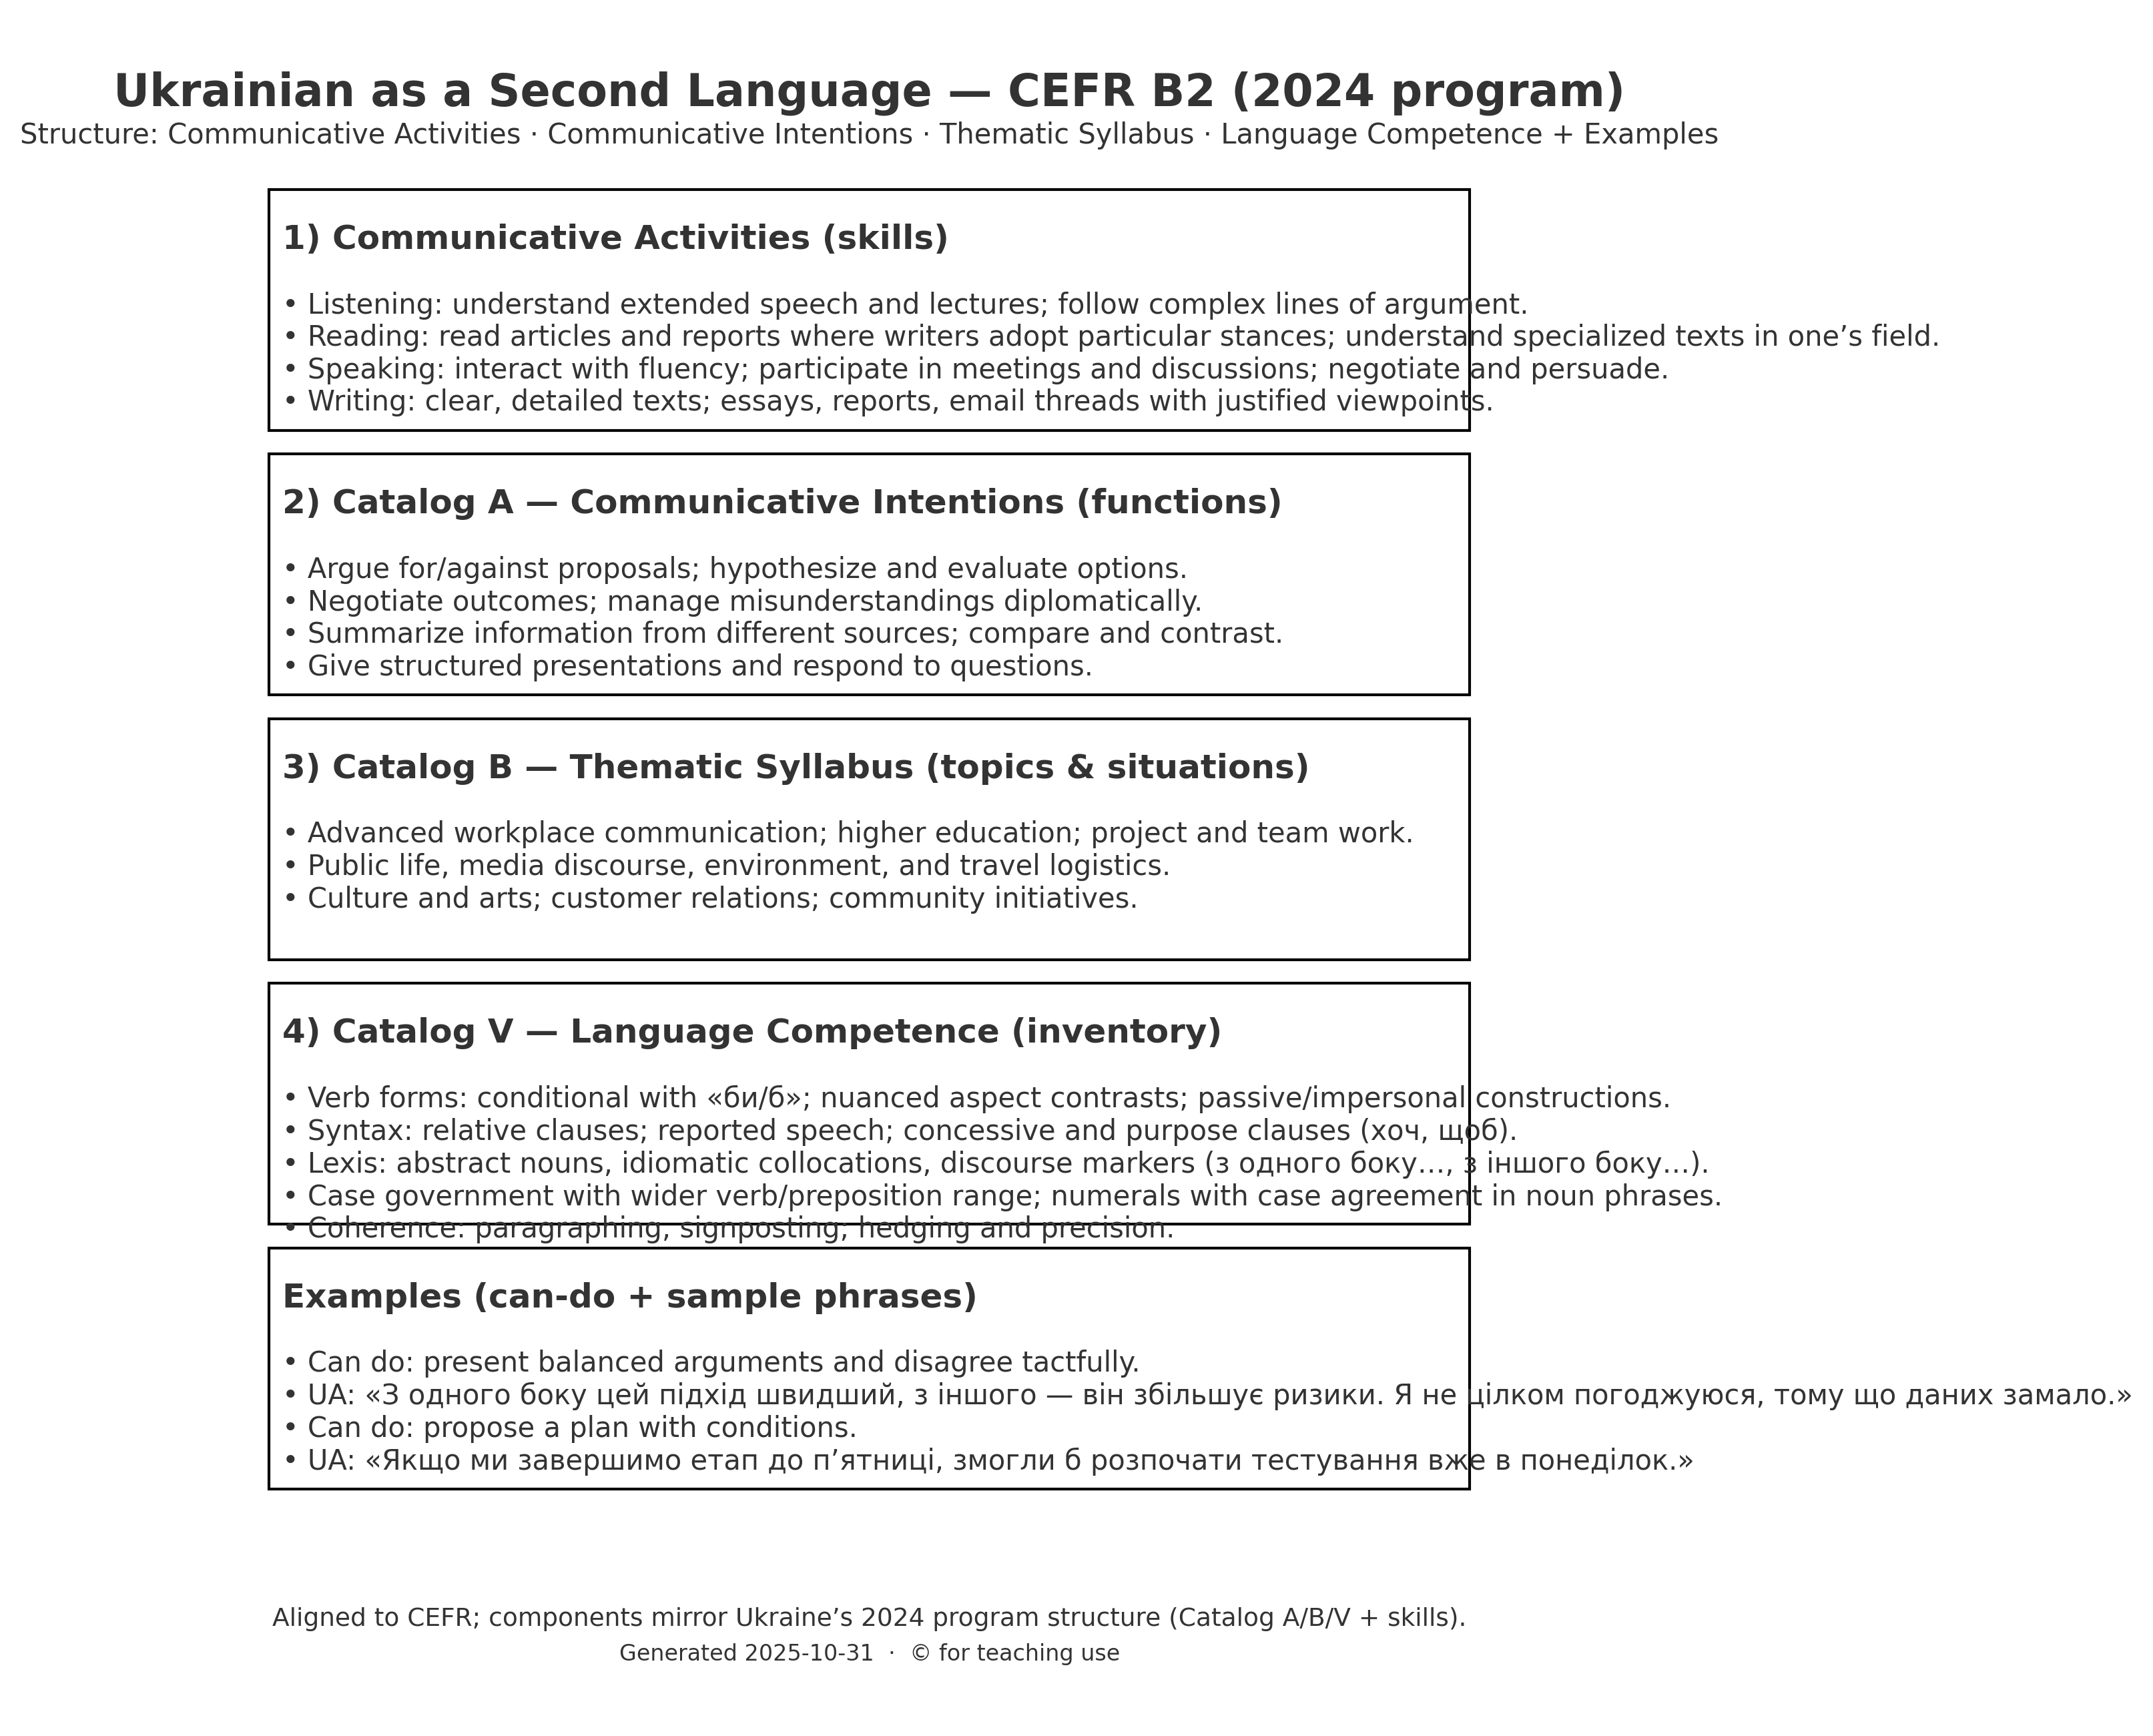 Ukrainian as a Second Language — CEFR B2 (2024 program)
Structure: Communicative Activities · Communicative Intentions · Thematic Syllabus · Language Competence + Examples
1) Communicative Activities (skills)
• Listening: understand extended speech and lectures; follow complex lines of argument.
• Reading: read articles and reports where writers adopt particular stances; understand specialized texts in one’s field.
• Speaking: interact with fluency; participate in meetings and discussions; negotiate and persuade.
• Writing: clear, detailed texts; essays, reports, email threads with justified viewpoints.
2) Catalog A — Communicative Intentions (functions)
• Argue for/against proposals; hypothesize and evaluate options.
• Negotiate outcomes; manage misunderstandings diplomatically.
• Summarize information from different sources; compare and contrast.
• Give structured presentations and respond to questions.
3) Catalog B — Thematic Syllabus (topics & situations)
• Advanced workplace communication; higher education; project and team work.
• Public life, media discourse, environment, and travel logistics.
• Culture and arts; customer relations; community initiatives.
4) Catalog V — Language Competence (inventory)
• Verb forms: conditional with «би/б»; nuanced aspect contrasts; passive/impersonal constructions.
• Syntax: relative clauses; reported speech; concessive and purpose clauses (хоч, щоб).
• Lexis: abstract nouns, idiomatic collocations, discourse markers (з одного боку…, з іншого боку…).
• Case government with wider verb/preposition range; numerals with case agreement in noun phrases.
• Coherence: paragraphing, signposting; hedging and precision.
Examples (can-do + sample phrases)
• Can do: present balanced arguments and disagree tactfully.
• UA: «З одного боку цей підхід швидший, з іншого — він збільшує ризики. Я не цілком погоджуюся, тому що даних замало.»
• Can do: propose a plan with conditions.
• UA: «Якщо ми завершимо етап до п’ятниці, змогли б розпочати тестування вже в понеділок.»
Aligned to CEFR; components mirror Ukraine’s 2024 program structure (Catalog A/B/V + skills).
Generated 2025-10-31 · © for teaching use